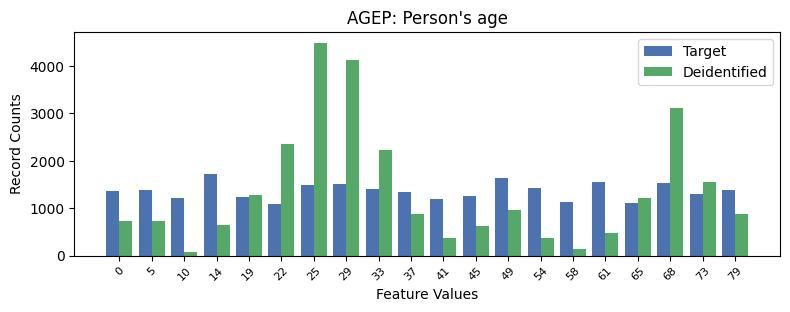 AGEP: Person's age
Target
Deidentified
Record Counts
4000
3000
2000
1000
0
0 5 10 14 19 22 25 29 33 37 41 45 49 54 58 61 65 68 73 79
Feature Values